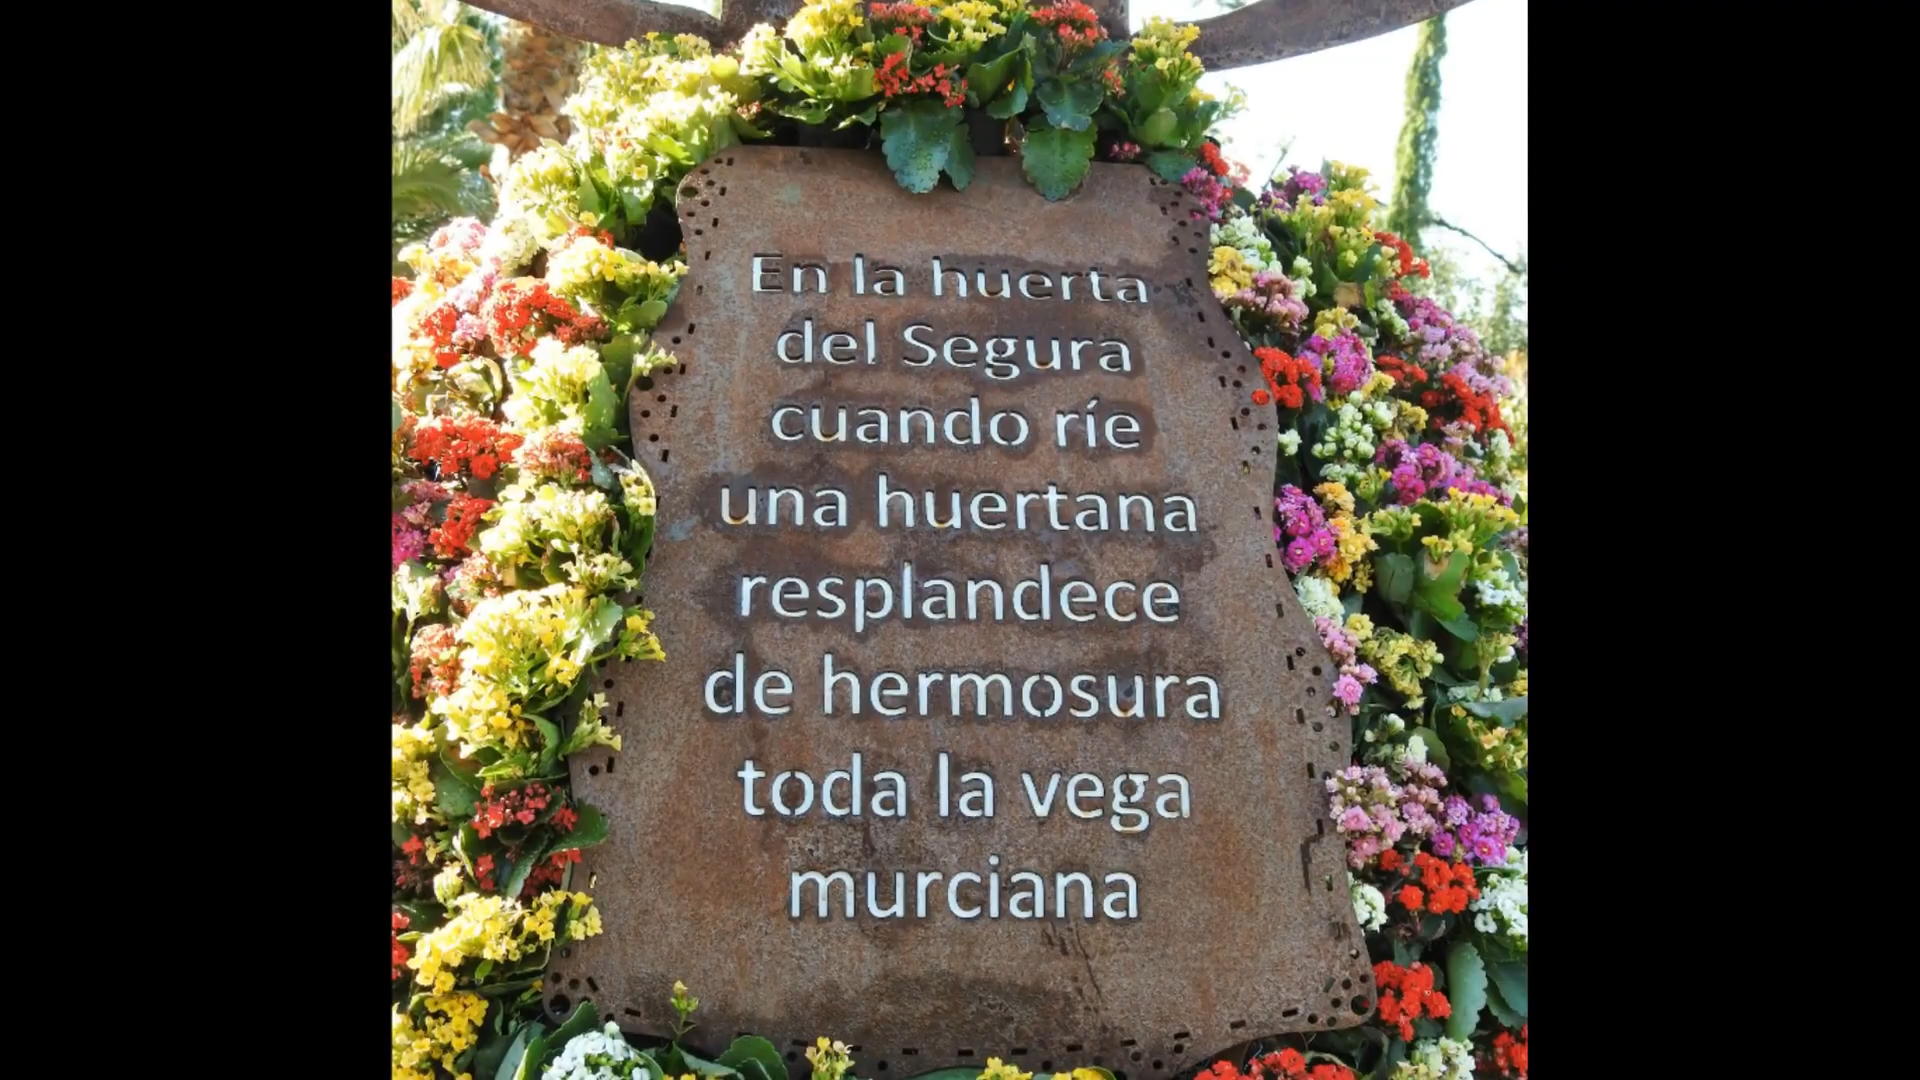 En la huerta
del Segura
cuando ríe
una huertana
resplandece
de hermosura
toda la vega
murciana